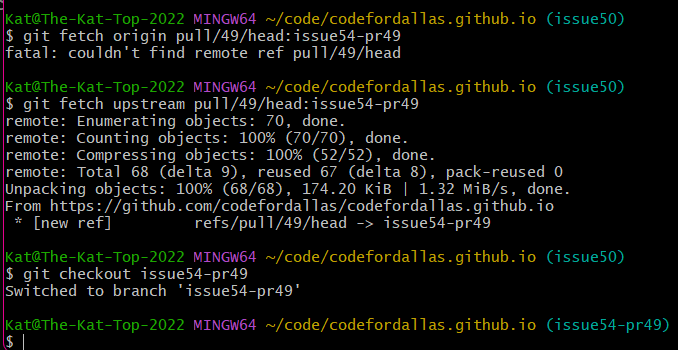 Kat@The-Kat-Top-2022 MINGW64 ~/code/codefordallas.github.io (issue50)
$ git fetch origin pull/49/head:issue54-pr49
fatal: couldn't find remote ref pull/49/head
Kat@The-Kat-Top-2022 MINGW64 ~/code/codefordallas.github.io (issue50)
$ git fetch upstream pull/49/head:issue54-pr49
remote: Enumerating objects: 70, done.
remote: Counting objects: 100% (70/70), done.
remote: Compressing objects: 100% (52/52), done.
remote: Total 68 (delta 9), reused 67 (delta 8), pack-reused 0
Unpacking objects: 100% (68/68), 174.20 KiB | 1.32 MiB/s, done.
From https://github.com/codefordallas/codefordallas.github.io
 * [new ref]         refs/pull/49/head -> issue54-pr49
Kat@The-Kat-Top-2022 MINGW64 ~/code/codefordallas.github.io (issue50)
$ git checkout issue54-pr49
Switched to branch 'issue54-pr49'
Kat@The-Kat-Top-2022 MINGW64 ~/code/codefordallas.github.io (issue54-pr49)
$